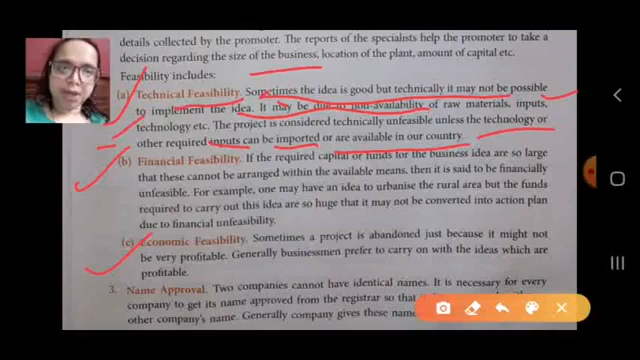 details collected by the promoter. The reports of the specialists help the promoter to take a
decision regarding the size of the business, location of the plant, amount of capital etc.
Feasibility includes:
(a) Technical Feasibility. Sometimes the idea is good but technically it may not be possible
to implement the idea. It may be due to non-availability of raw materials, inputs,
technology etc. The project is considered technically unfeasible unless the technology or
other required inputs can be imported or are available in our country.
(b) Financial Feasibility. If the required capital or funds for the business idea are so large
that these cannot be arranged within the available means, then it is said to be financially
unfeasible. For example, one may have an idea to urbanise the rural area but the funds
required to carry out this idea are so huge that it may not be converted into action plan
due to financial unfeasibility.
(c) Economic Feasibility. Sometimes a project is abandoned just because it might not
be very profitable. Generally businessmen prefer to carry on with the ideas which are
profitable.
3. Name Approval. Two companies cannot have identical names. It is necessary for every
company to get its name approved from the registrar so that
other company's name. Generally company gives these nam